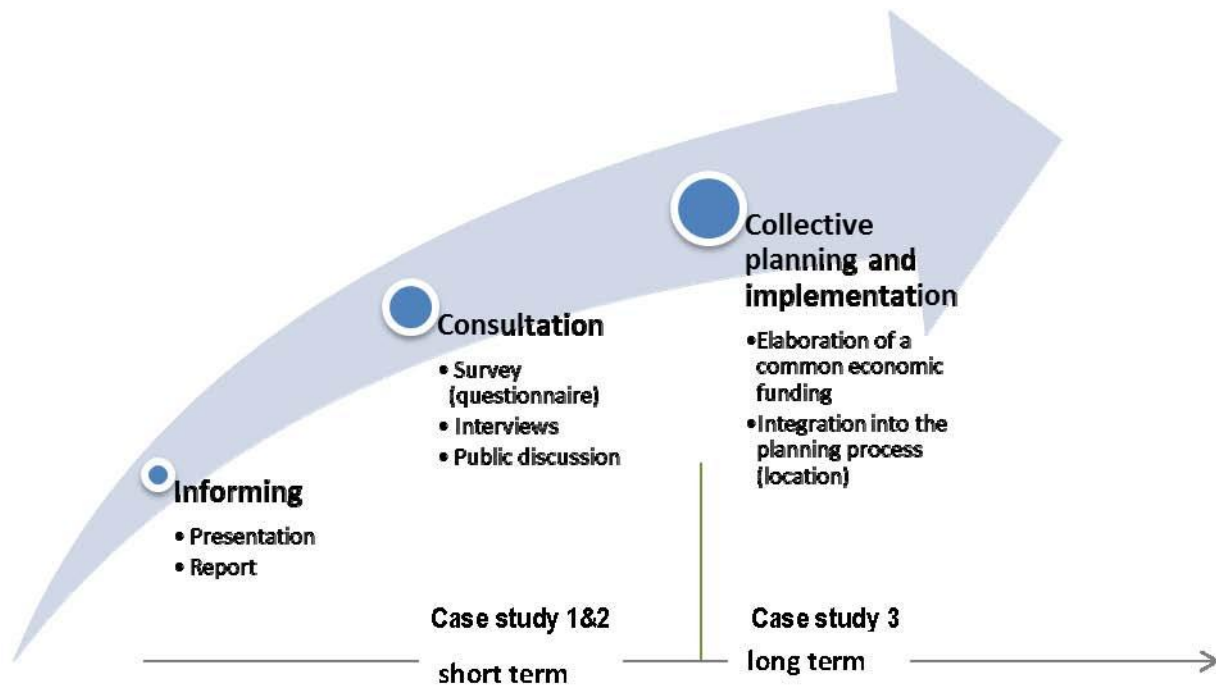 Informing
• Presentation
• Report
Consultation
• Survey
(questionnaire)
• Interviews
• Public discussion
Collective
planning and
implementation
•Elaboration of a
common economic
funding
•Integration into the
planning process
(location)
Case study 1&2
short term
Case study 3
long term